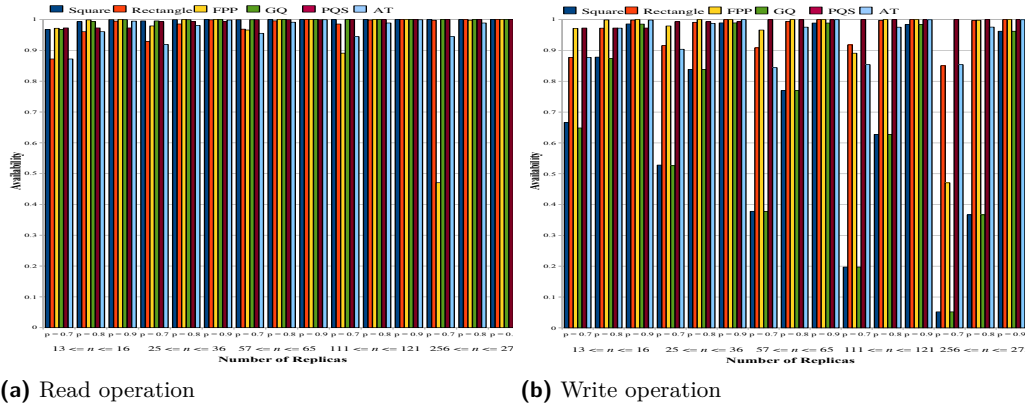 Square Rectangle FPP GQ PQS AT
1
0.9
0.8
0.7
0.6
0.5
0.4
0.3
0.2
0.1
0
Availability
p = 0.7 p = 0.8 p = 0.9 p = 0.7 p = 0.8 p = 0.9 p = 0.7 p = 0.8 p = 0.9 p = 0.7 p = 0.8 p = 0.9 p = 0.7 p = 0.8 p = 0.
13 <= n <= 16 25 <= n <= 36 57 <= n <= 65 111 <= n <= 121 256 <= n <= 27
Number of Replicas
(a) Read operation
Square Rectangle FPP GQ PQS AT
1
0.9
0.8
0.7
0.6
0.5
0.4
0.3
0.2
0.1
0
Availability
p = 0.7 p = 0.8 p = 0.9 p = 0.7 p = 0.8 p = 0.9 p = 0.7 p = 0.8 p = 0.9 p = 0.7 p = 0.8 p = 0.9 p = 0.7 p = 0.8 p = 0.9
13 <= n <= 16 25 <= n <= 36 57 <= n <= 65 111 <= n <= 121 256 <= n <= 27
Number of Replicas
(b) Write operation